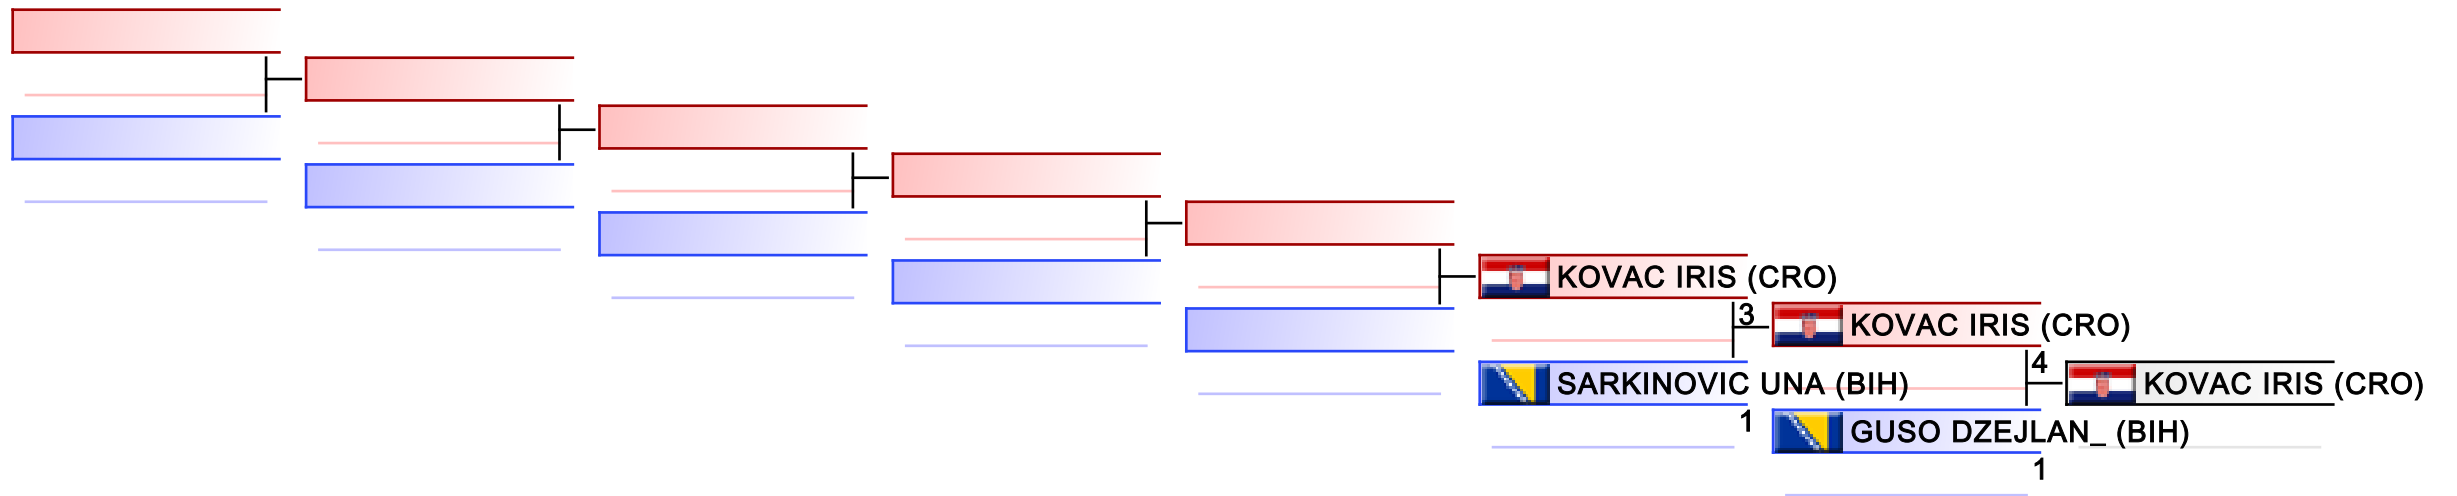 KOVAC IRIS (CRO)
3
KOVAC IRIS (CRO)
SARKINOVIC UNA (BIH)
4
KOVAC IRIS (CRO)
1
GUSO DZEJLAN_ (BIH)
1